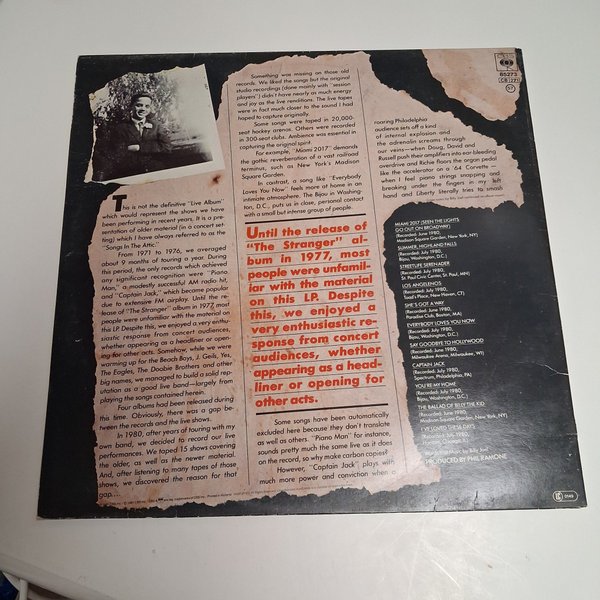 This is not the definitive "Live Album"
which would represent the shows we have
been performing in recent years. It is a pre-
sentation of older material (in a concert set-
ting) which I have always referred to as the
"Songs In The Attic."
From 1971 to 1976, we averaged
about 9 months of touring a year. During
this period, the only records which achieved
any significant recognition were "Piano
Man," a modestly successful AM radio hit,
and "Captain Jack," which became popular
due to extensive FM airplay. Until the re-
lease of "The Stranger" album in 1977, most
people were unfamiliar with the material on
this LP. Despite this, we enjoyed a very enthu-
siastic response from concert audiences,
whether appearing as a headliner or open-
ing for other acts. Somehow, while we were
warming up for the Beach Boys, J. Geils, Yes,
The Eagles, The Doobie Brothers and other
big names, we managed to build a solid rep-
utation as a good live band—largely from
playing the songs contained herein.
Four albums had been released during
this time. Obviously, there was a gap be-
tween the records and the live shows.
In 1980, after years of touring with my
own band, we decided to record our live
performances. We taped 15 shows covering
the older, as well as the newer material.
And, after listening to many tapes of those
shows, we discovered the reason for that
gap...
Something was missing on those old
records. We liked the songs but the original
studio recordings (done mainly with "session
players") didn't have nearly as much energy
and joy as the live renditions. The live tapes
were in fact much closer to the sound I had
hoped to capture originally.
Some songs were taped in 20,000-
seat hockey arenas. Others were recorded
in 300-seat clubs. Ambience was essential in
capturing the original spirit.
For example, "Miami 2017" demands
the gothic reverberation of a vast railroad
terminus, such as New York's Madison
Square Garden.
In contrast, a song like "Everybody
Loves You Now" feels more at home in an
intimate atmosphere. The Bijou in Washing-
ton, D.C., puts us in close, personal contact
with a small but intense group of people.
Until the release of
"The Stranger" al-
bum in 1977, most
people were unfamil-
iar with the material
on this LP. Despite
this, we enjoyed a
very enthusiastic re-
sponse from concert
audiences, whether
appearing as a head-
liner or opening for
other acts.
Some songs have been automatically
excluded here because they don't translate
as well as others. "Piano Man" for instance,
sounds pretty much the same live as it does
on the record, so why make carbon copies?
However, "Captain Jack" plays with
much more power and conviction when a
roaring Philadelphia
audience sets off a kind
of internal explosion and
the adrenalin screams through
our veins—when Doug, David and
Russell push their amplifiers into ear-bleeding
overdrive and Richie floors the organ pedal
like the accelerator on a '64 Corvette—
when I feel piano strings snapping and
breaking under the fingers in my left
hand and Liberty literally tries to smash
CBS
85273
CB 271
MIAMI 2017 (SEEN THE LIGHTS
GO OUT ON BROADWAY)
(Recorded: June 1980,
Madison Square Garden, New York, NY)
SUMMER, HIGHLAND FALLS
(Recorded: July 1980,
Bijou, Washington, D.C.)
STREETLIFE SERENADER
(Recorded: July 1980,
St. Paul Civic Center, St. Paul, MN)
LOS ANGELENOS
(Recorded: July 1980,
Toad's Place, New Haven, CT)
SHE'S GOT A WAY
(Recorded: June 1980,
Paradise Club, Boston, MA)
EVERYBODY LOVES YOU NOW
(Recorded: July 1980,
Bijou, Washington, D.C.)
SAY GOODBYE TO HOLLYWOOD
(Recorded: June 1980,
Milwaukee Arena, Milwaukee, WI)
CAPTAIN JACK
(Recorded: July 1980,
Spectrum, Philadelphia, PA)
YOU'RE MY HOME
(Recorded: July 1980,
Bijou, Washington, D.C.)
THE BALLAD OF BILLY THE KID
(Recorded: June 1980,
Madison Square Garden, New York, NY)
I'VE LOVED THESE DAYS
(Recorded: July 1980,
Chicago, IL)
Words and Music by Billy Joel
PRODUCED BY PHIL RAMONE
0149